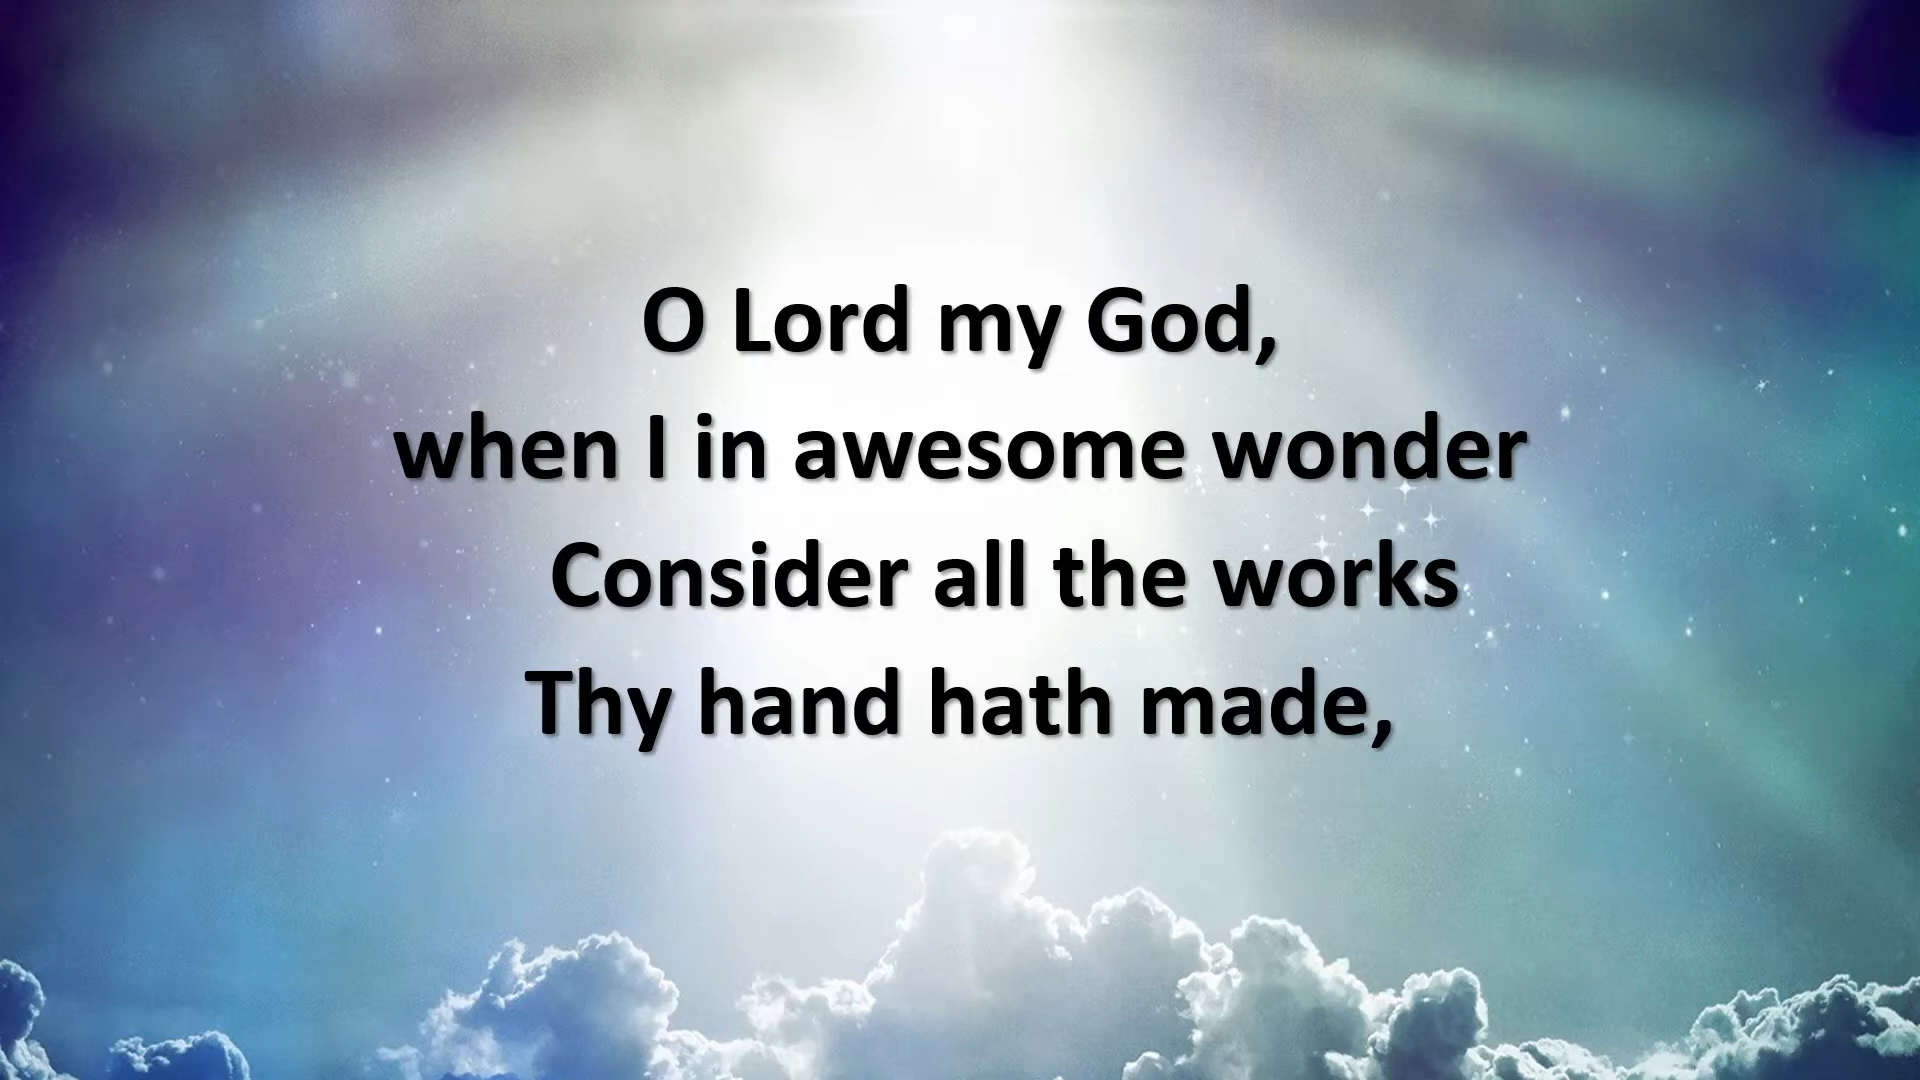 O Lord my God,
when I in awesome wonder
Consider all the works
Thy hand hath made,